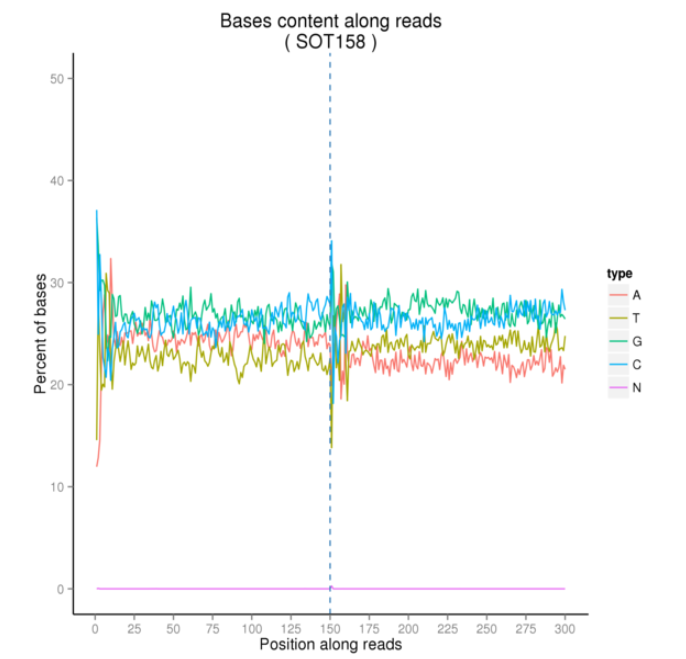 Bases content along reads
( SOT158 )
Percent of bases
50
40
30
20
10
0
0 25 50 75 100 125 150 175 200 225 250 275 300
Position along reads
type
A
T
G
C
N